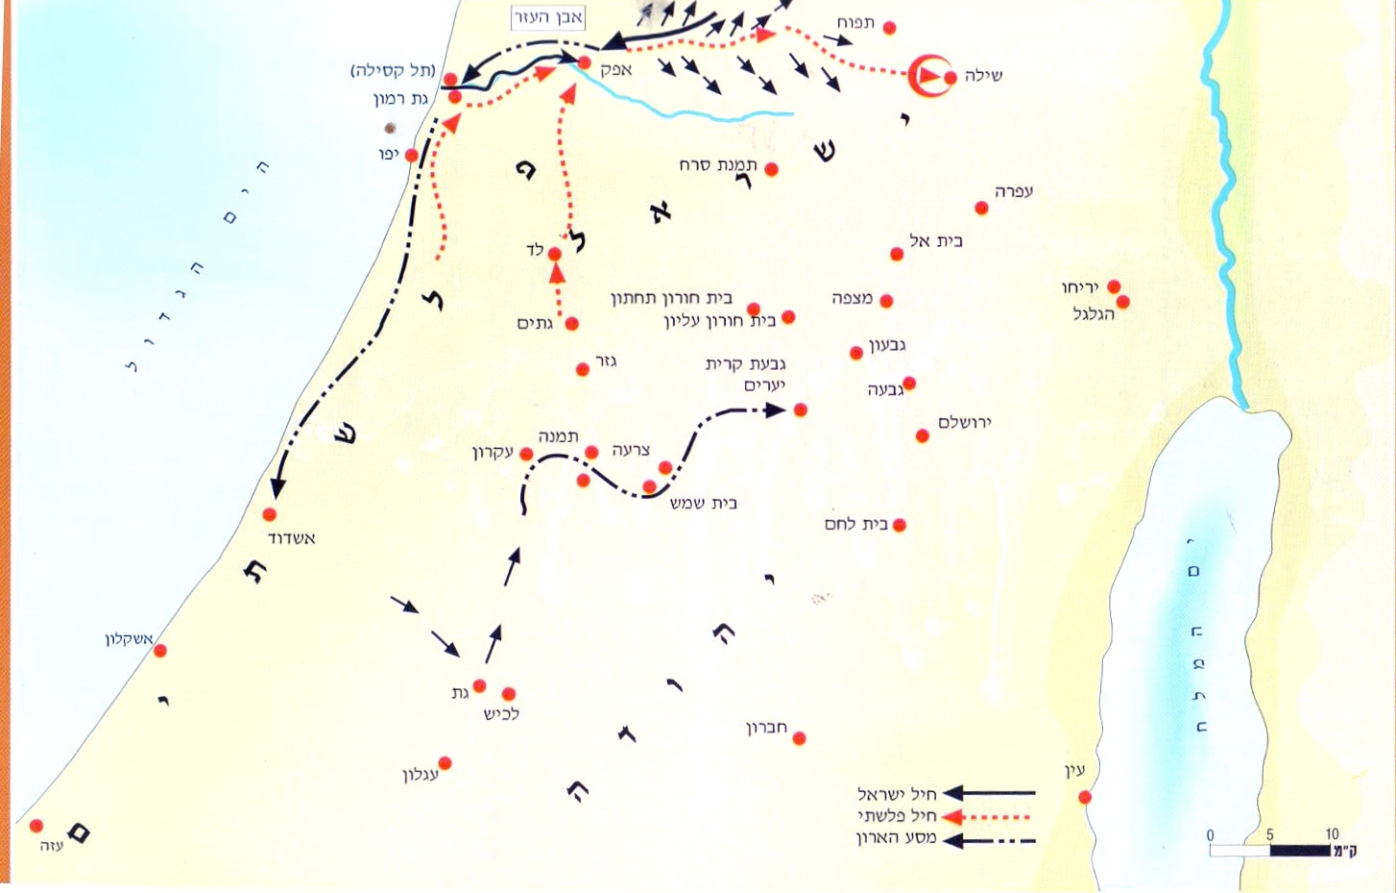 אבן העזר
תפוח
אפק
שילה
(תל קסילה)
גת רמון
יפו
תמנת סרח
עפרה
בית אל
לד
יריחו
הגלגל
מצפה
בית חורון תחתון
בית חורון עליון
גתים
גבעון
גזר
גבעת קרית
יערים
גבעה
ירושלם
תמנה
צרעה
עקרון
בית שמש
בית לחם
אשדוד
אשקלון
גת
לכיש
חברון
עגלון
עין
עזה
הים הגדול
ישראל
פלשתים
יהודה
ים המלח
חיל ישראל
חיל פלשתי
מסע הארון
0 5 10
ק"מ